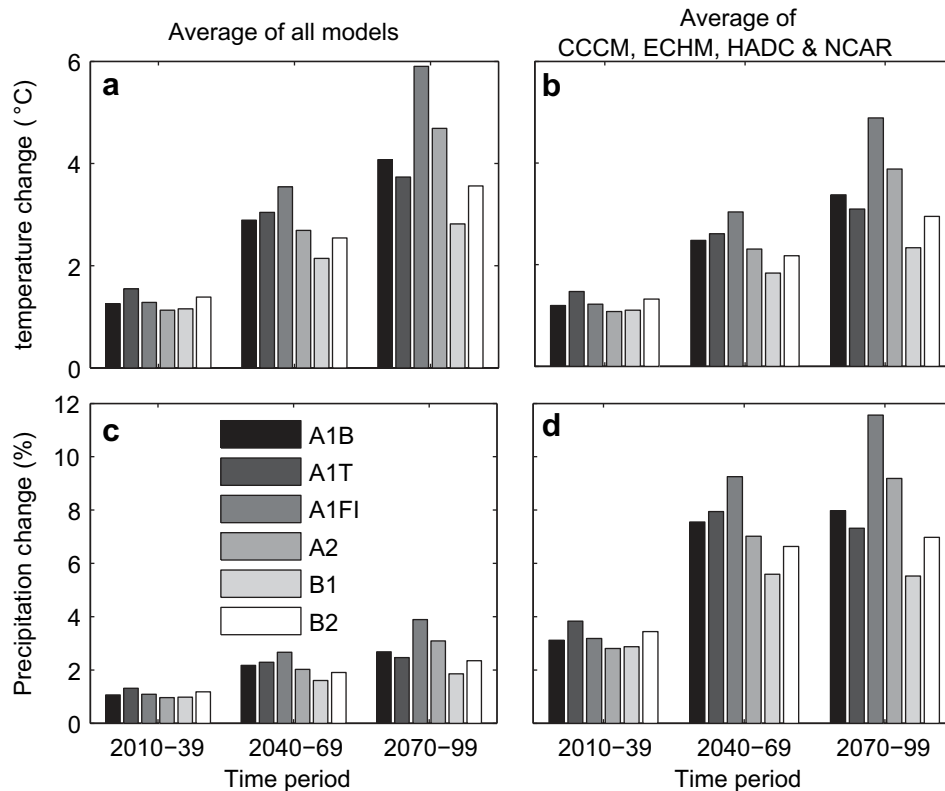 Average of all models
Average of
CCCM, ECHM, HADC & NCAR
temperature change ( °C)
6
4
2
0
a
b
Precipitation change (%)
12
10
8
6
4
2
0
c
d
A1B
A1T
A1FI
A2
B1
B2
2010−39 2040−69 2070−99
2010−39 2040−69 2070−99
Time period
Time period